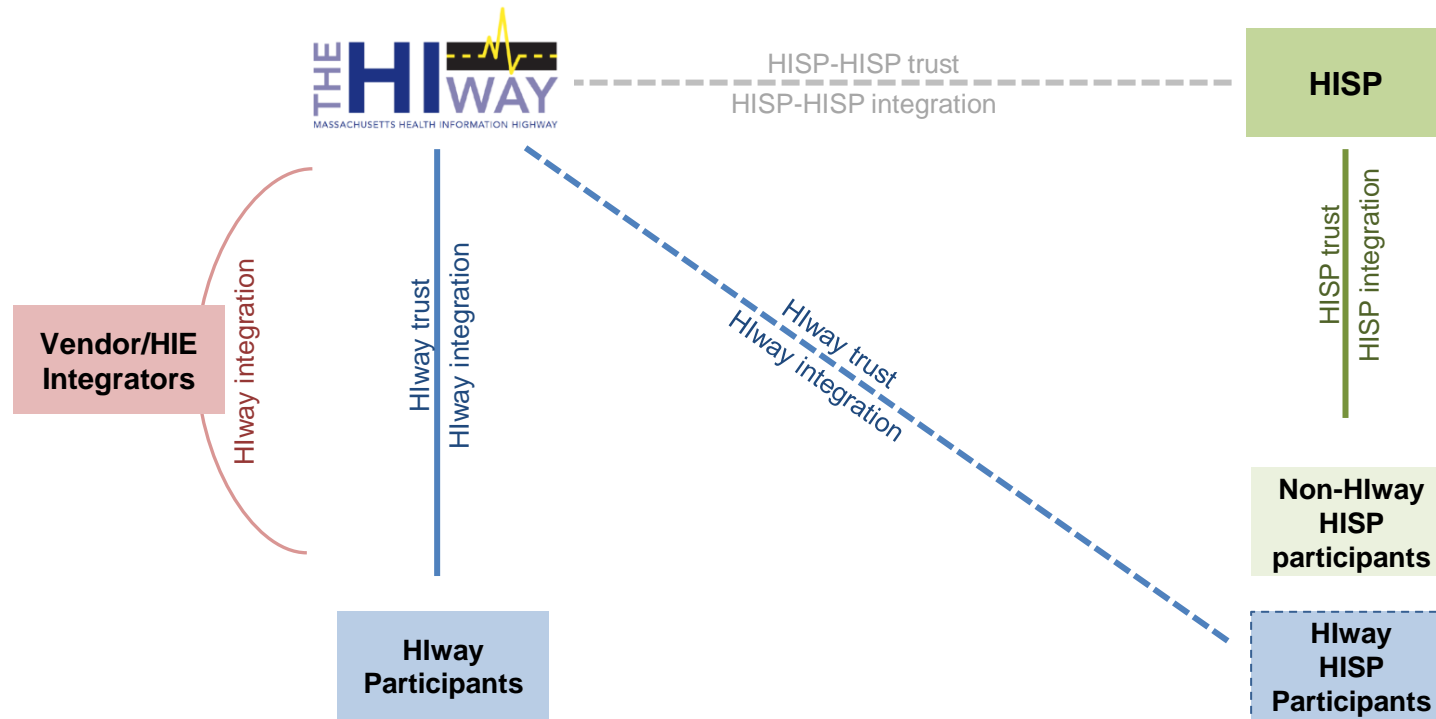 THE HIWAY
MASSACHUSETTS HEALTH INFORMATION HIGHWAY
HISP-HISP trust
HISP-HISP integration
HISP
Vendor/HIE
Integrators
HIway integration
HIway trust
HIway integration
HIway trust
HIway integration
HISP trust
HISP integration
Non-HIway
HISP
participants
HIway
Participants
HIway
HISP
Participants